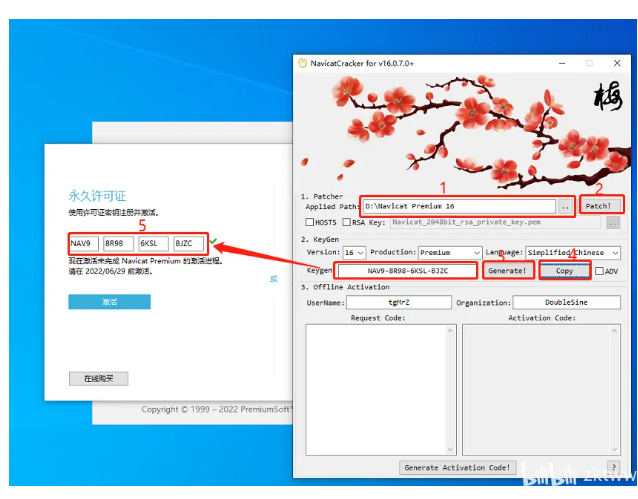 NavicatCracker for v16.0.7.0+
梅
1
2
1. Patcher
Applied Path: D:\Navicat Premium 16 .. Patch!
HOSTS RSA Key: Navicat_2048bit_rsa_private_key.pem ..
2. KeyGen
Version: 16 Production: Premium Language: Simplified Chinese
3
4
Keygen NAV9-8R98-6KSL-BJZC Generate! Copy ADV
3. Offline Activation
UserName: tgMrZ Organization: DoubleSine
Request Code: Activation Code:
Generate Activation Code! ?
永久许可证
使用许可证密钥注册并激活。
5
NAV9 8R98 6KSL BJZC
现在激活未完成 Navicat Premium 的激活进程。
请在 2022/06/29 前激活。
或
激活
在线购买
Copyright © 1999 – 2022 PremiumSoft™
bilibili